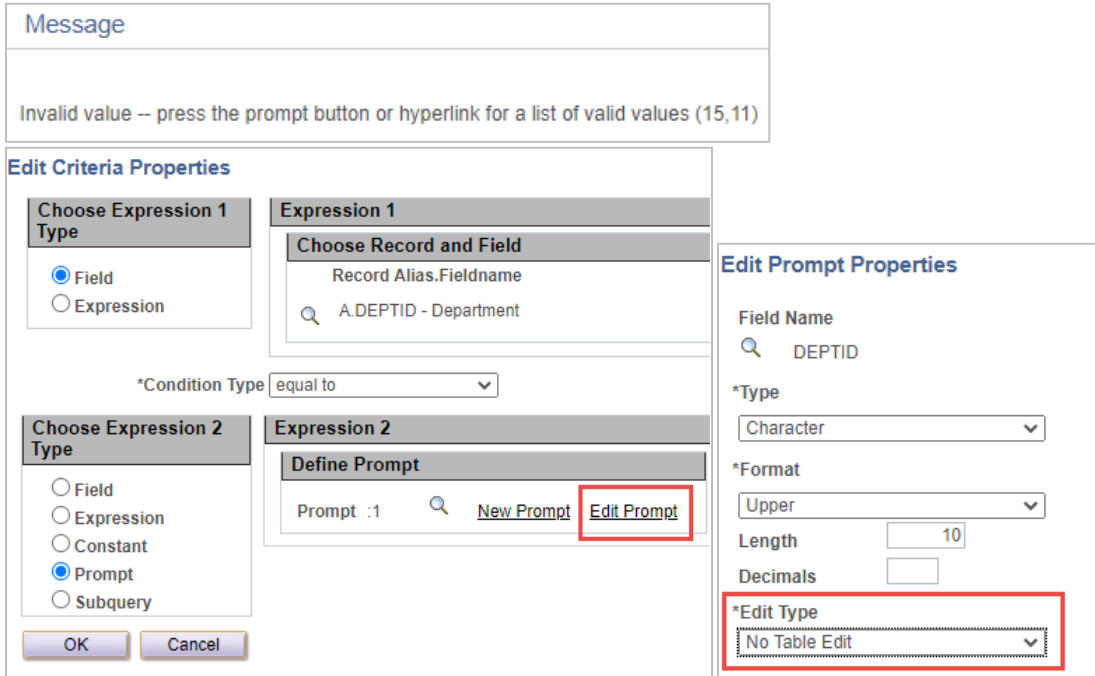 Message
Invalid value -- press the prompt button or hyperlink for a list of valid values (15,11)
Edit Criteria Properties
Choose Expression 1
Type
Field
Expression
Expression 1
Choose Record and Field
Record Alias.Fieldname
A.DEPTID - Department
*Condition Type equal to
Choose Expression 2
Type
Field
Expression
Constant
Prompt
Subquery
Expression 2
Define Prompt
Prompt :1 New Prompt Edit Prompt
OK Cancel
Edit Prompt Properties
Field Name
DEPTID
*Type
Character
*Format
Upper
Length 10
Decimals
*Edit Type
No Table Edit